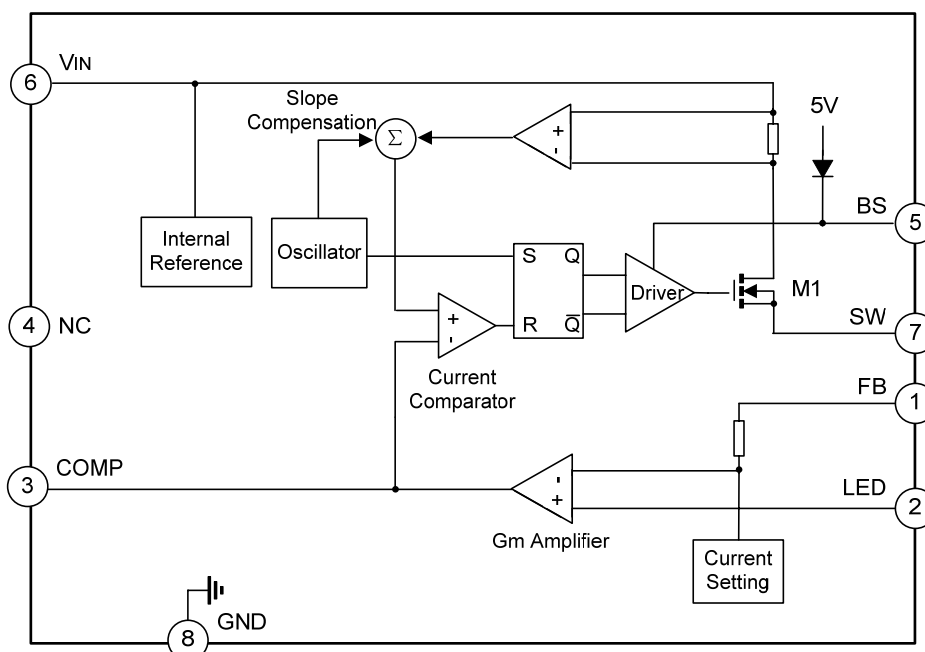 6
VIN
Slope
Compensation
Σ
+
-
5V
BS
5
Internal
Reference
Oscillator
S
Q
R
Q̅
Driver
M1
SW
7
4
NC
+
-
Current
Comparator
FB
1
3
COMP
-
+
Gm Amplifier
LED
2
Current
Setting
8
GND